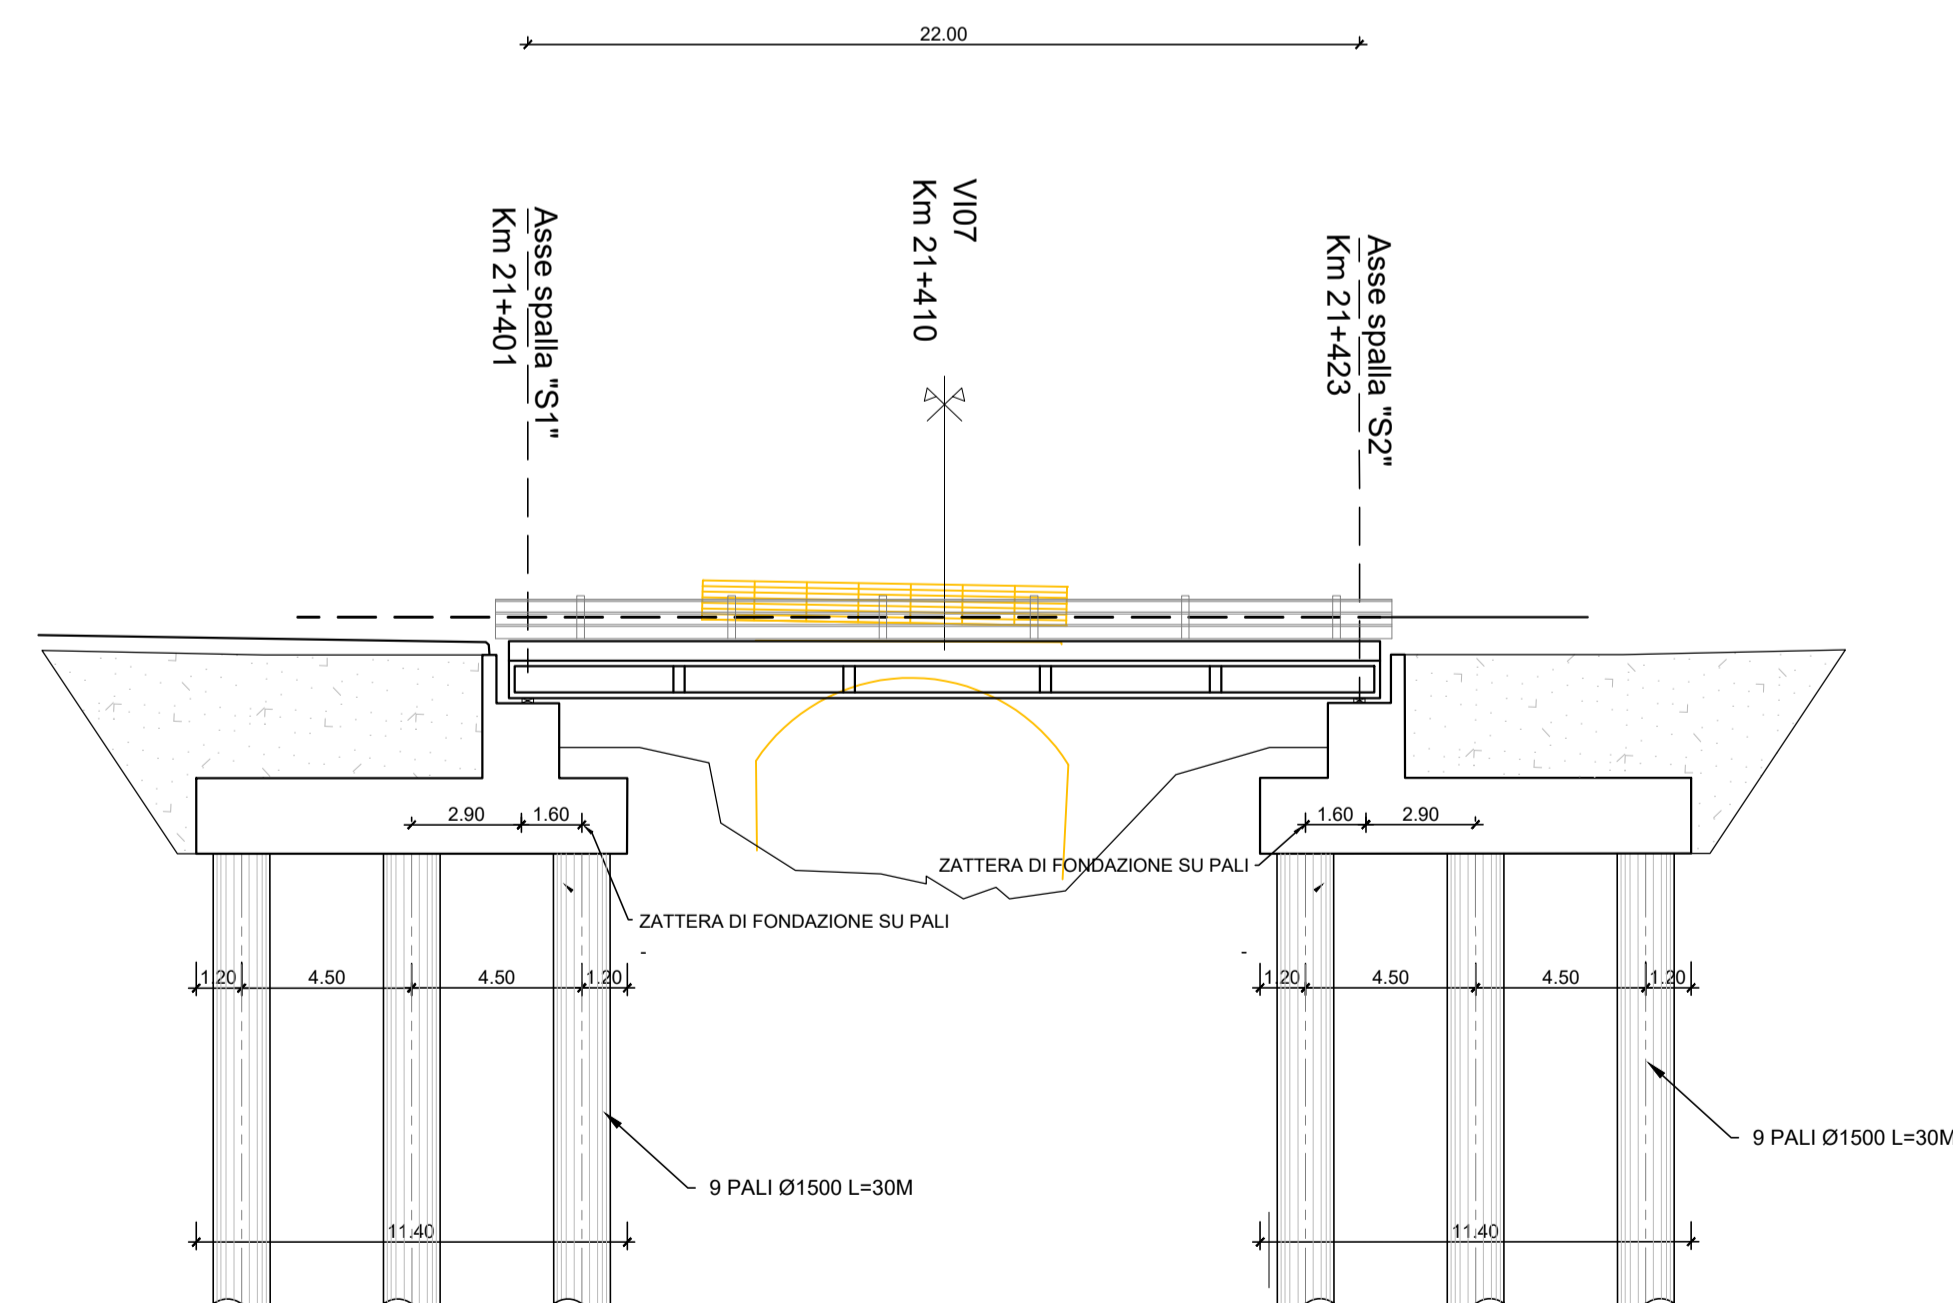 22.00
Asse spalla "S1"
Km 21+401
VI07
Km 21+410
Asse spalla "S2"
Km 21+423
2.90
1.60
1.60
2.90
ZATTERA DI FONDAZIONE SU PALI
ZATTERA DI FONDAZIONE SU PALI
1.20
4.50
4.50
1.20
1.20
4.50
4.50
1.20
9 PALI Ø1500 L=30M
9 PALI Ø1500 L=30M
11.40
11.40